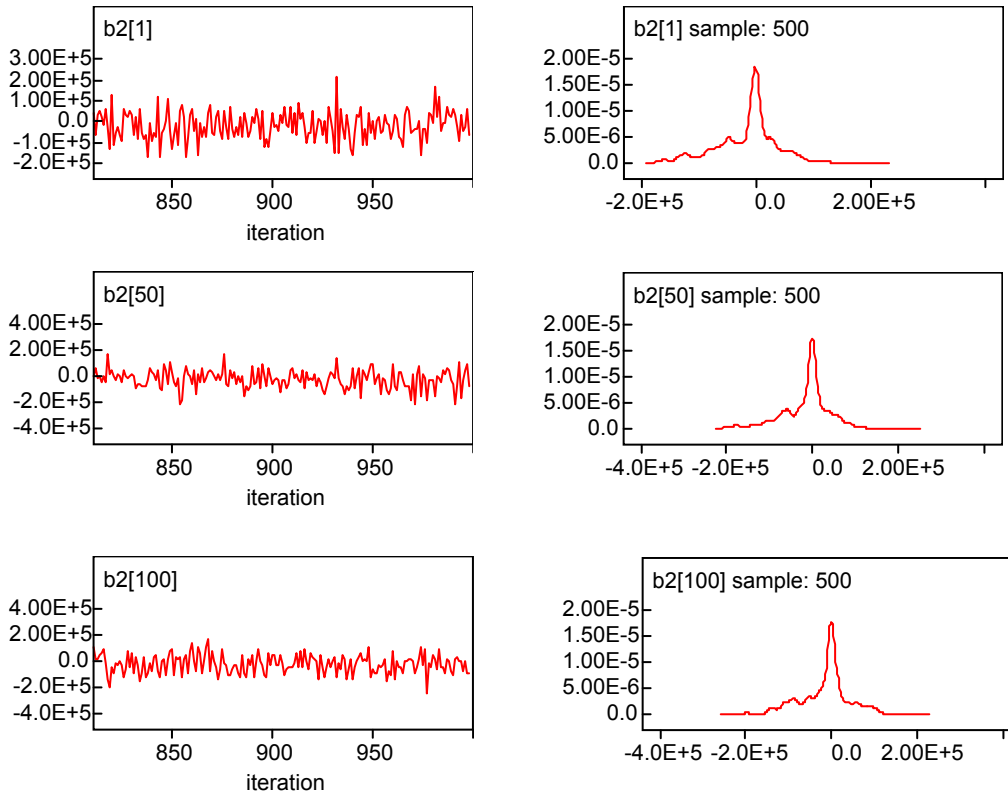 b2[1]
3.00E+5
2.00E+5
1.00E+5
0.0
-1.0E+5
-2.0E+5
850 900 950
iteration
b2[1] sample: 500
2.00E-5
1.50E-5
1.00E-5
5.00E-6
0.0
-2.0E+5 0.0 2.00E+5
b2[50]
4.00E+5
2.00E+5
0.0
-2.0E+5
-4.0E+5
850 900 950
iteration
b2[50] sample: 500
2.00E-5
1.50E-5
1.00E-5
5.00E-6
0.0
-4.0E+5 -2.0E+5 0.0 2.00E+5
b2[100]
4.00E+5
2.00E+5
0.0
-2.0E+5
-4.0E+5
850 900 950
iteration
b2[100] sample: 500
2.00E-5
1.50E-5
1.00E-5
5.00E-6
0.0
-4.0E+5 -2.0E+5 0.0 2.00E+5